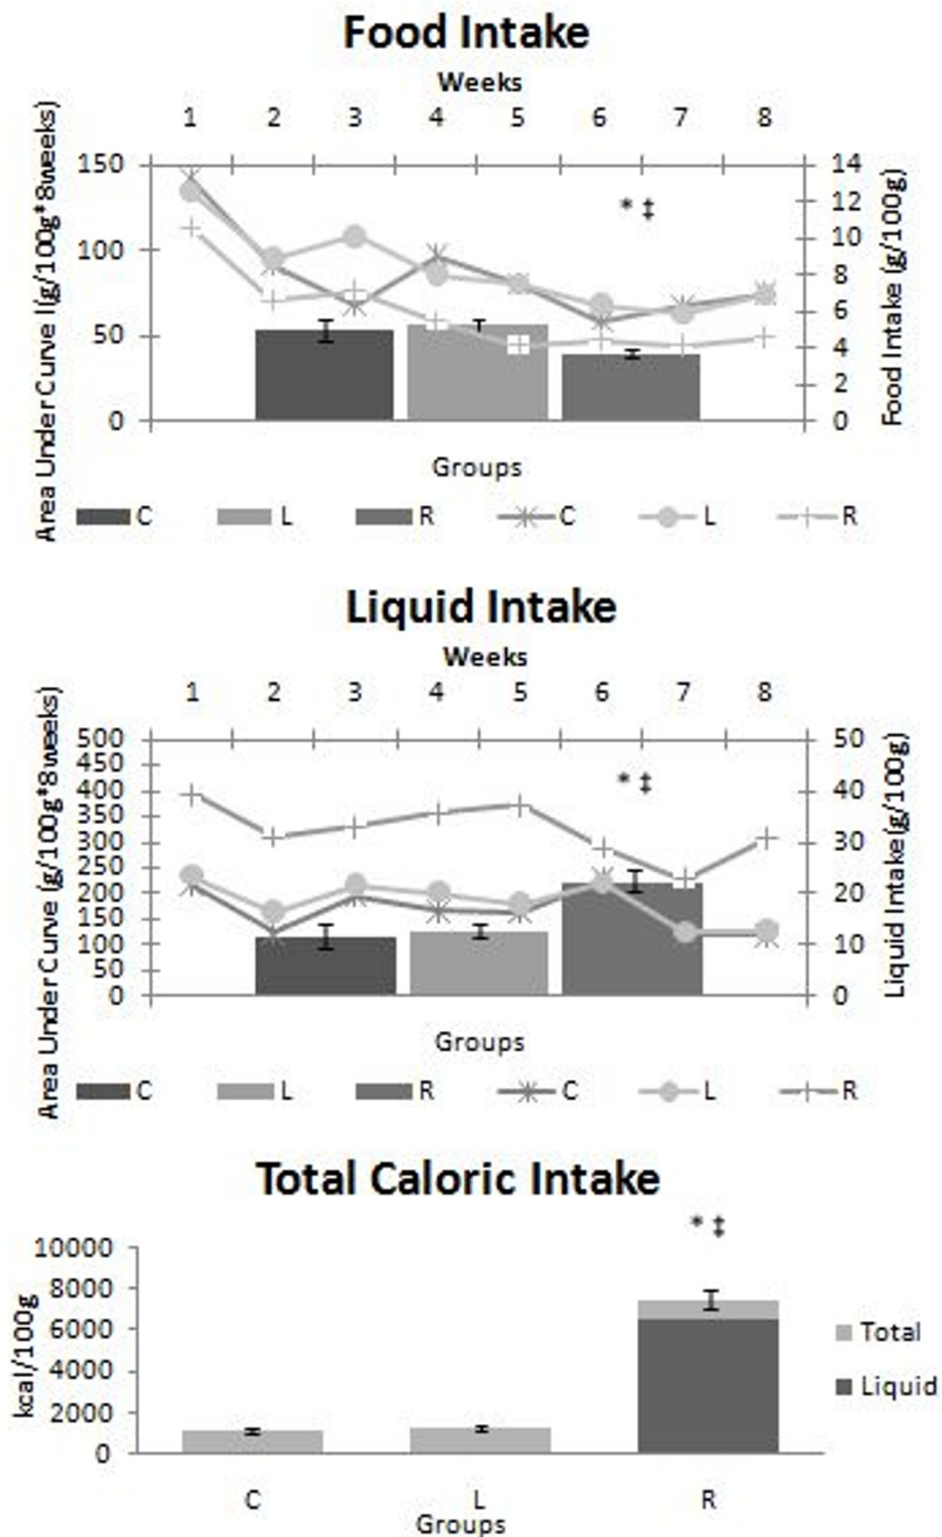 Food Intake
Weeks
1 2 3 4 5 6 7 8
Area Under Curve l(g/100g*8weeks)
150
100
50
0
* ‡
14
12
10
8
6
4
2
0
Food Intake (g/100g)
Groups
C L R C L R
Liquid Intake
Weeks
1 2 3 4 5 6 7 8
Area Under Curve (g/100g*8weeks)
500
450
400
350
300
250
200
150
100
50
0
* ‡
50
40
30
20
10
0
Liquid Intake(g/100g)
Groups
C L R C L R
Total Caloric Intake
* ‡
kcal/100g
10000
8000
6000
4000
2000
0
Total
Liquid
C L R
Groups